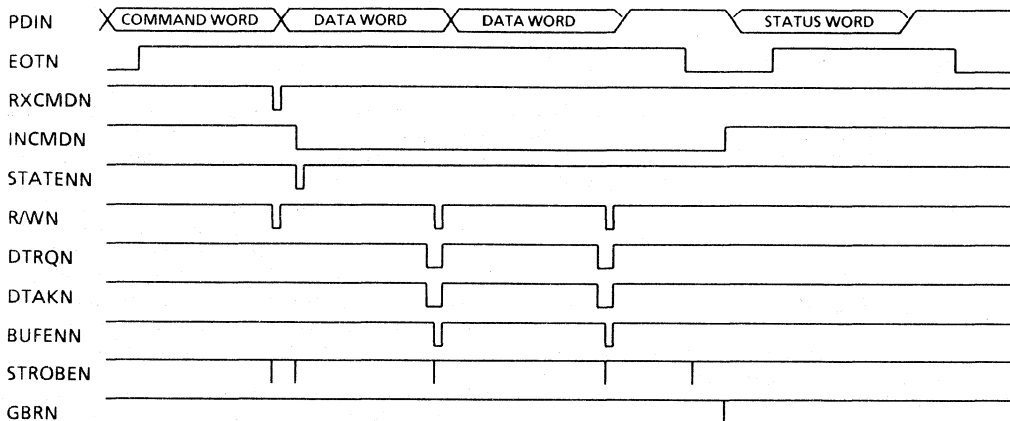 PDIN COMMAND WORD DATA WORD DATA WORD STATUS WORD
EOTN
RXCMDN
INCMDN
STATENN
R/WN
DTRQN
DTAKN
BUFENN
STROBEN
GBRN